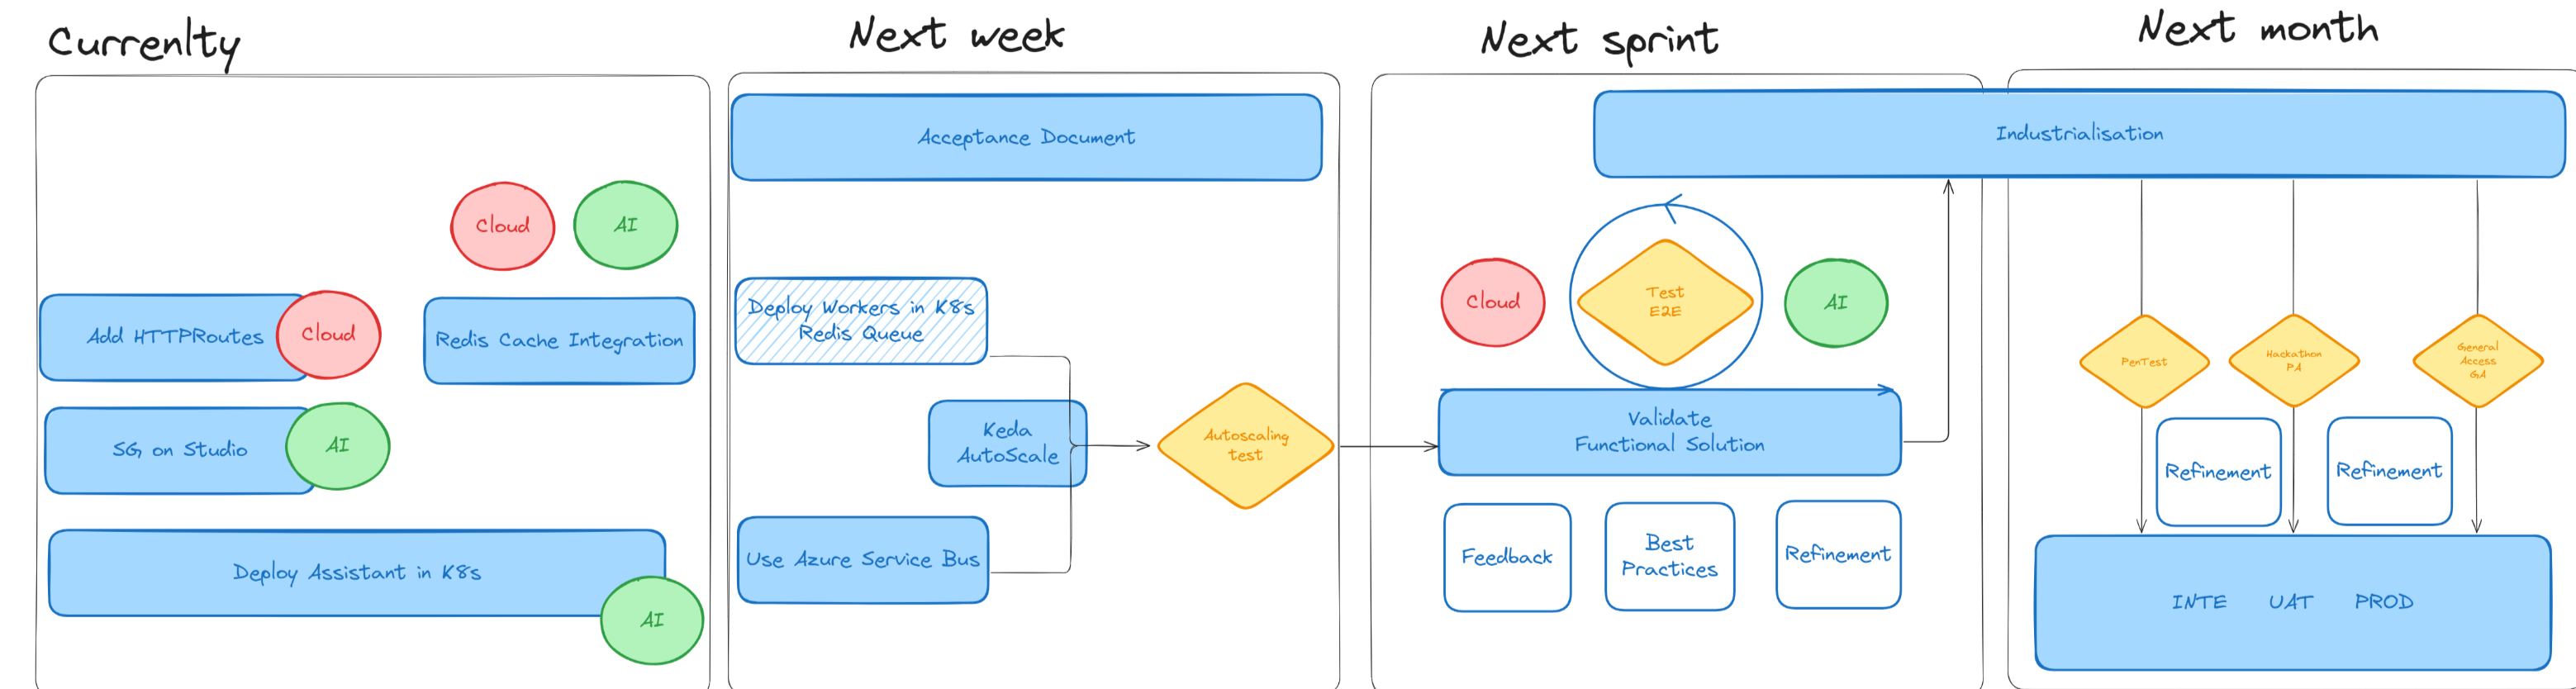 Currenlty
Cloud
AI
Add HTTPRoutes
Cloud
Redis Cache Integration
SG on Studio
AI
Deploy Assistant in K8s
AI
Next week
Acceptance Document
Deploy Workers in K8s
Redis Queue
Keda
AutoScale
Autoscaling
test
Use Azure Service Bus
Next sprint
Industrialisation
Cloud
Test
E2E
AI
Validate
Functional Solution
Feedback
Best
Practices
Refinement
Next month
PenTest
Hackathon
PA
General
Access
GA
Refinement
Refinement
INTE UAT PROD